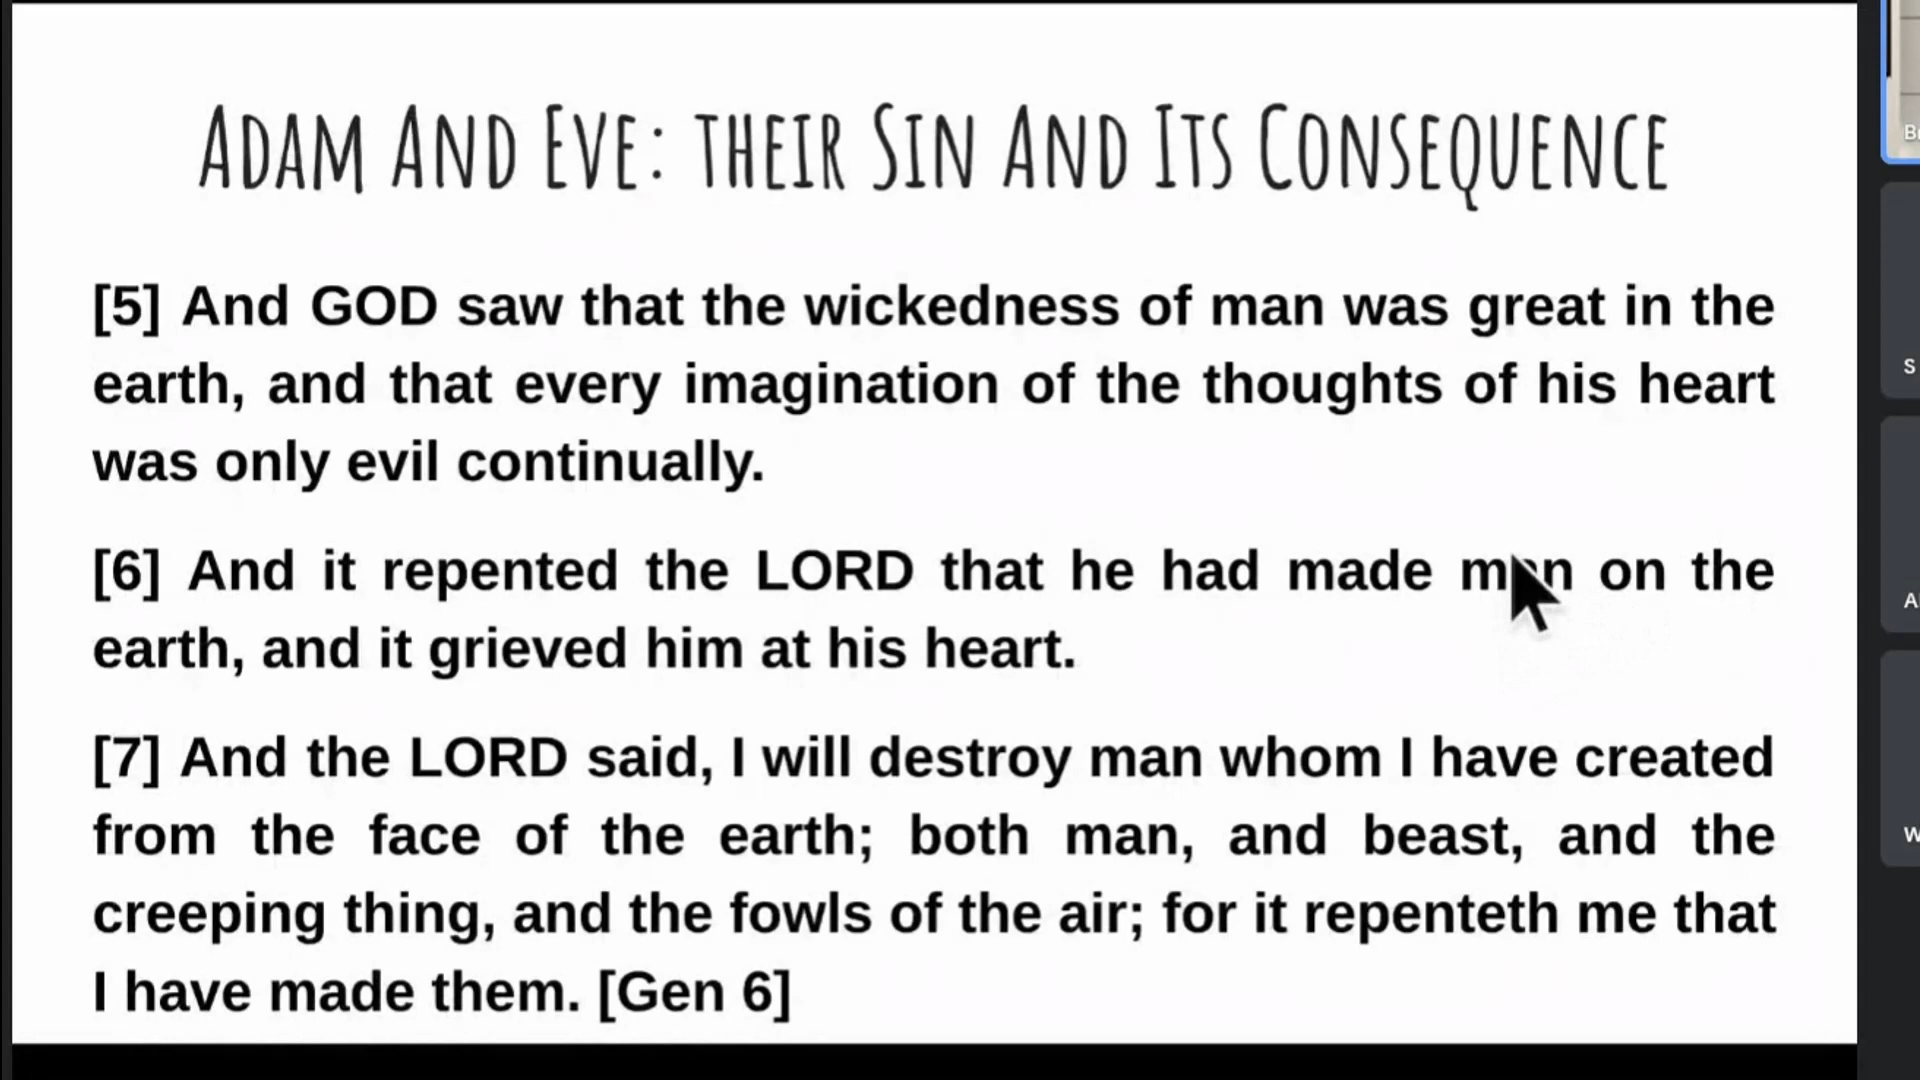 Adam And Eve: their Sin And Its Consequence
[5] And GOD saw that the wickedness of man was great in the
earth, and that every imagination of the thoughts of his heart
was only evil continually.
[6] And it repented the LORD that he had made man on the
earth, and it grieved him at his heart.
[7] And the LORD said, I will destroy man whom I have created
from the face of the earth; both man, and beast, and the
creeping thing, and the fowls of the air; for it repenteth me that
I have made them. [Gen 6]
S